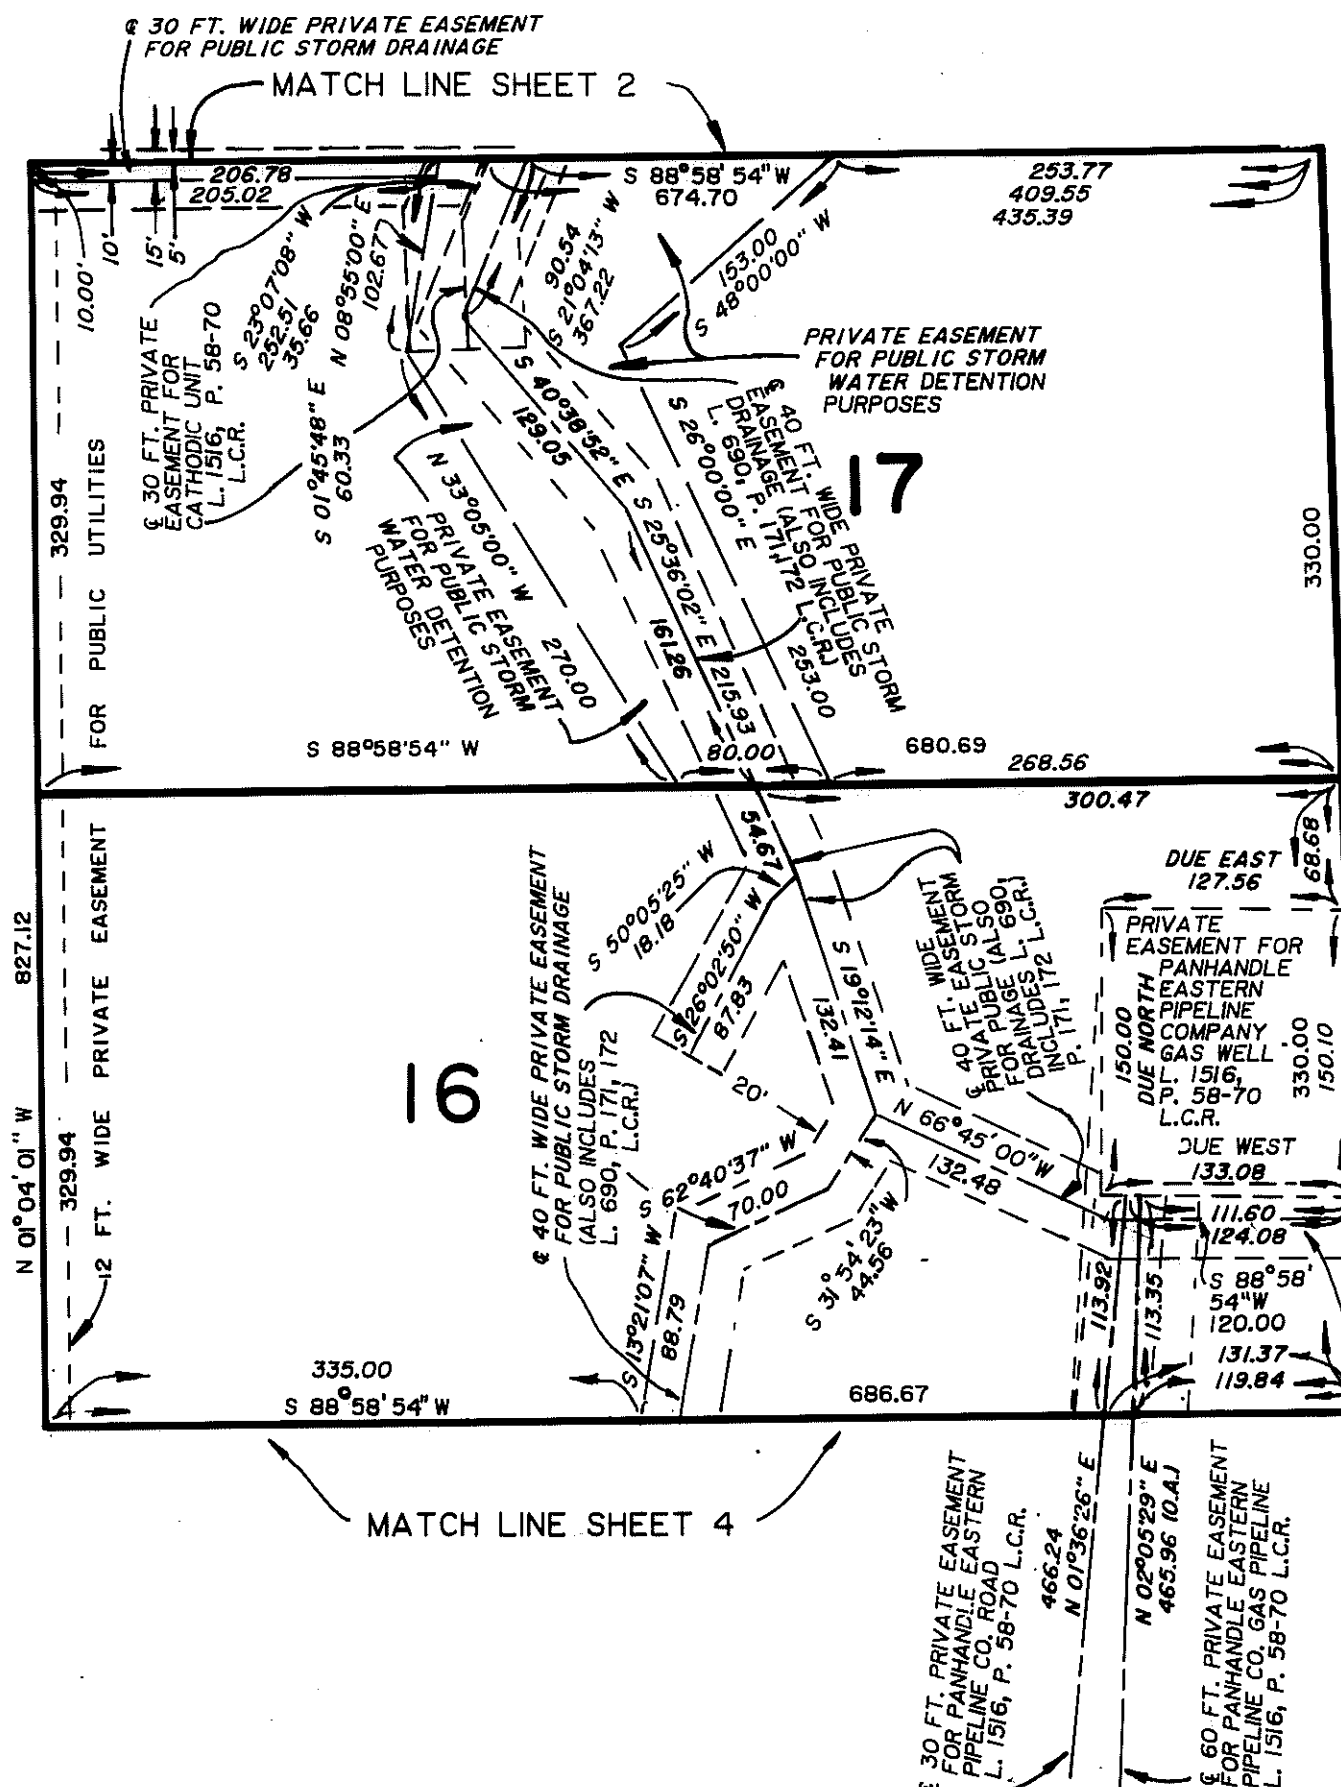 ℄ 30 FT. WIDE PRIVATE EASEMENT
FOR PUBLIC STORM DRAINAGE
MATCH LINE SHEET 2
206.78
205.02
S 88°58'54" W
674.70
253.77
409.55
435.39
10.00'
10'
15'
5'
S 23°07'08" W
252.51
35.66
N 08°55'00" E
102.67
90.54
S 21°04'13" W
367.22
153.00
S 48°00'00" W
PRIVATE EASEMENT
FOR PUBLIC STORM
WATER DETENTION
PURPOSES
℄ 30 FT. PRIVATE
EASEMENT FOR
CATHODIC UNIT
L. 1516, P. 58-70
L.C.R.
S 01°45'48" E
60.33
S 40°38'52" E
129.05
℄ 40 FT. WIDE PRIVATE
EASEMENT FOR PUBLIC STORM
DRAINAGE (ALSO INCLUDES
L. 690, P. 171,172 L.C.R.)
S 26°00'00" E
253.00
17
330.00
329.94
FOR PUBLIC UTILITIES
N 33°05'00" W
270.00
PRIVATE EASEMENT
FOR PUBLIC STORM
WATER DETENTION
PURPOSES
S 25°36'02" E
161.26
215.93
S 88°58'54" W
80.00
680.69
268.56
300.47
54.67
68.68
DUE EAST
127.56
827.12
N 01°04'01" W
329.94
12 FT. WIDE PRIVATE EASEMENT
16
℄ 40 FT. WIDE PRIVATE EASEMENT
FOR PUBLIC STORM DRAINAGE
(ALSO INCLUDES
L. 690, P. 171, 172
L.C.R.)
S 50°05'25" W
18.18
S 26°02'50" W
87.83
20'
S 19°12'14" E
132.41
℄ 40 FT. WIDE
PRIVATE EASEMENT
FOR PUBLIC STORM
DRAINAGE (ALSO
INCLUDES L. 690,
P. 171, 172 L.C.R.)
PRIVATE
EASEMENT FOR
PANHANDLE
EASTERN
PIPELINE
COMPANY
GAS WELL
L. 1516,
P. 58-70
L.C.R.
150.00
DUE NORTH
330.00
150.10
DUE WEST
133.08
N 66°45'00" W
132.48
S 62°40'37" W
70.00
S 31°54'23" W
44.56
S 13°21'07" W
88.79
111.60
124.08
113.92
113.35
S 88°58'
54" W
120.00
131.37
119.84
335.00
S 88°58'54" W
686.67
MATCH LINE SHEET 4
℄ 30 FT. PRIVATE EASEMENT
FOR PANHANDLE EASTERN
PIPELINE CO. ROAD
L. 1516, P. 58-70 L.C.R.
466.24
N 01°36'26" E
N 02°05'29" E
465.96 (O.A.)
℄ 60 FT. PRIVATE EASEMENT
FOR PANHANDLE EASTERN
PIPELINE CO. GAS PIPELINE
L. 1516, P. 58-70 L.C.R.